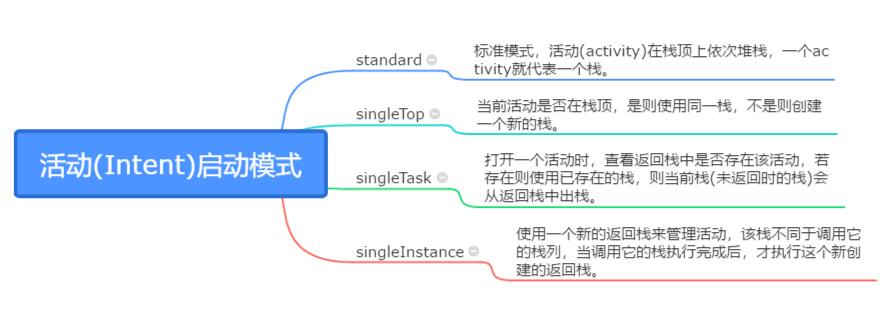 活动(Intent)启动模式
standard
标准模式，活动(activity)在栈顶上依次堆栈，一个ac
tivity就代表一个栈。
singleTop
当前活动是否在栈顶，是则使用同一栈，不是则创建
一个新的栈。
singleTask
打开一个活动时，查看返回栈中是否存在该活动，若
存在则使用已存在的栈，则当前栈(未返回时的栈)会
从返回栈中出栈。
singleInstance
使用一个新的返回栈来管理活动，该栈不同于调用它
的栈列，当调用它的栈执行完成后，才执行这个新创
建的返回栈。